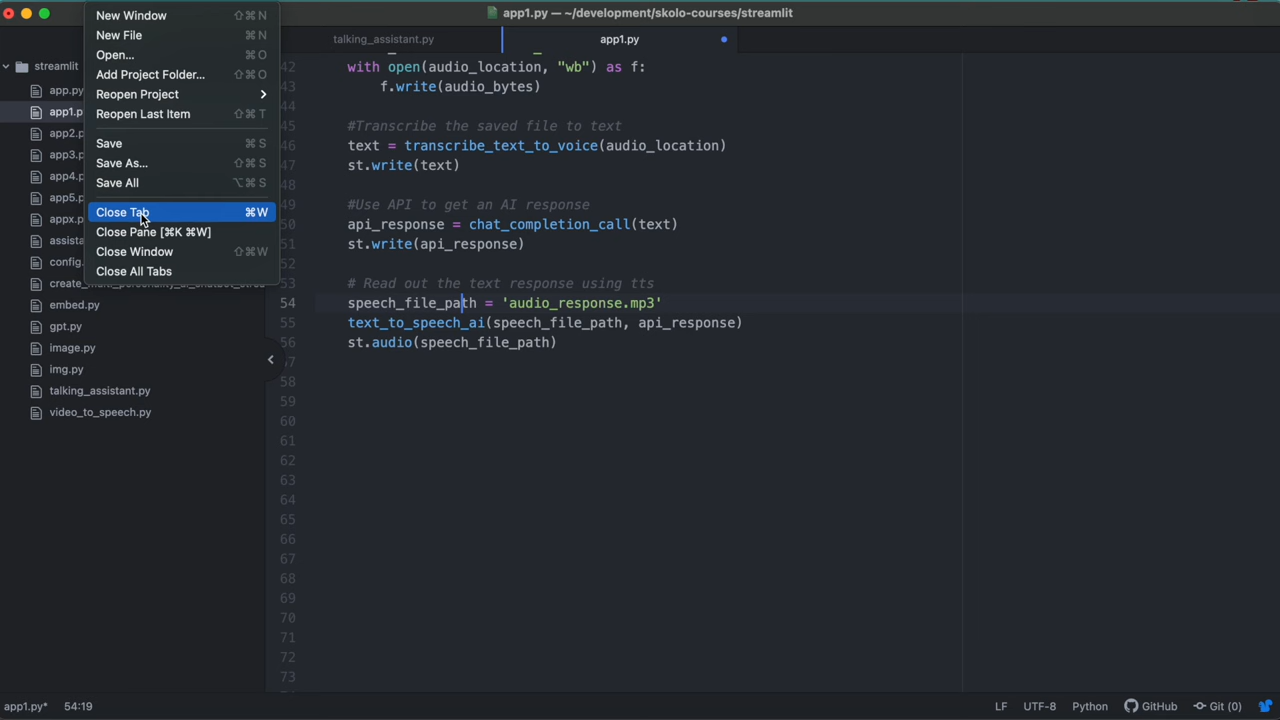 app1.py — ~/development/skolo-courses/streamlit
New Window ⇧⌘N
New File ⌘N
Open... ⌘O
Add Project Folder... ⇧⌘O
Reopen Project
Reopen Last Item ⇧⌘T
Save ⌘S
Save As... ⇧⌘S
Save All ⌥⌘S
Close Tab ⌘W
Close Pane [⌘K ⌘W]
Close Window ⇧⌘W
Close All Tabs
talking_assistant.py
app1.py
streamlit
app.py
app1.p
app2.
app3.p
app4.p
app5.p
appx.p
assista
config.
create_multi_personality_ai_chatbot_strea
embed.py
gpt.py
image.py
img.py
talking_assistant.py
video_to_speech.py
42 with open(audio_location, "wb") as f:
43 f.write(audio_bytes)
44
45 #Transcribe the saved file to text
46 text = transcribe_text_to_voice(audio_location)
47 st.write(text)
48
49 #Use API to get an AI response
50 api_response = chat_completion_call(text)
51 st.write(api_response)
52
53 # Read out the text response using tts
54 speech_file_path = 'audio_response.mp3'
55 text_to_speech_ai(speech_file_path, api_response)
56 st.audio(speech_file_path)
57
58
59
60
61
62
63
64
65
66
67
68
69
70
71
72
73
app1.py* 54:19
LF UTF-8 Python GitHub Git (0)